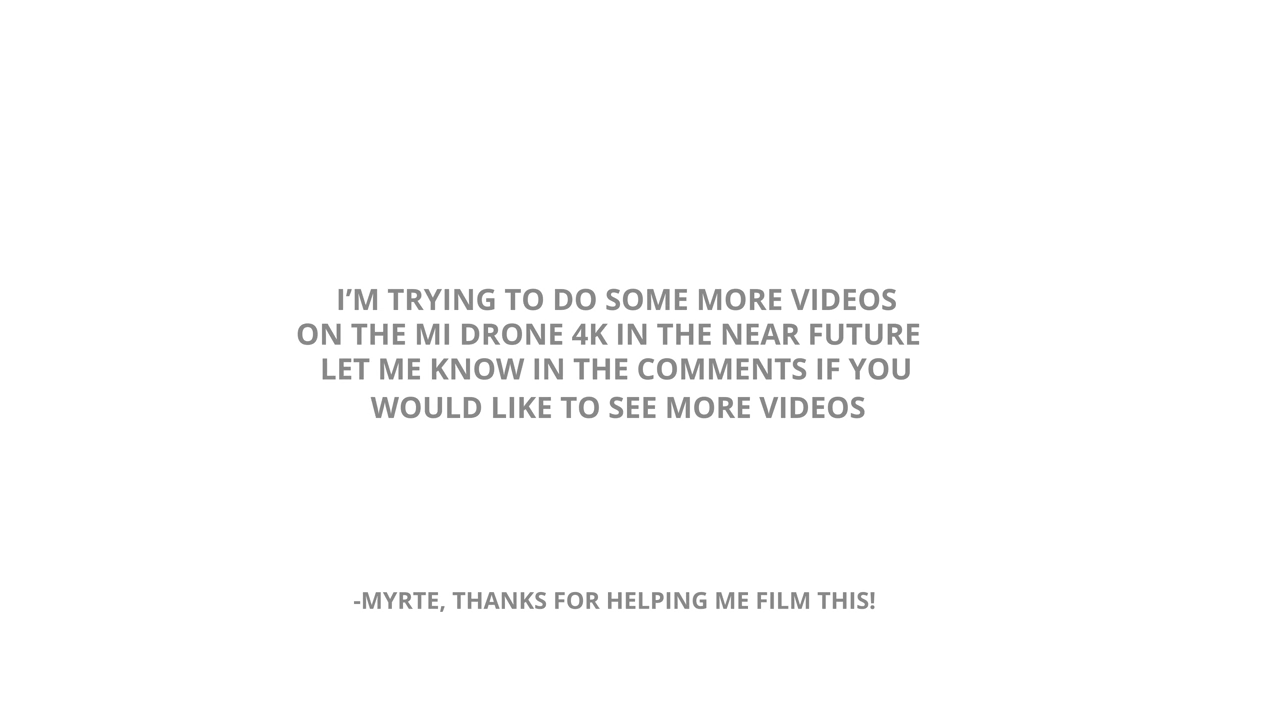 I’M TRYING TO DO SOME MORE VIDEOS
ON THE MI DRONE 4K IN THE NEAR FUTURE
LET ME KNOW IN THE COMMENTS IF YOU
WOULD LIKE TO SEE MORE VIDEOS
-MYRTE, THANKS FOR HELPING ME FILM THIS!